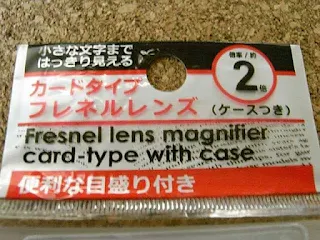 小さな文字まで
はっきり見える
倍率/約
2倍
カードタイプ
フレネルレンズ
(ケースつき)
Fresnel lens magnifier
card-type with case
便利な目盛り付き